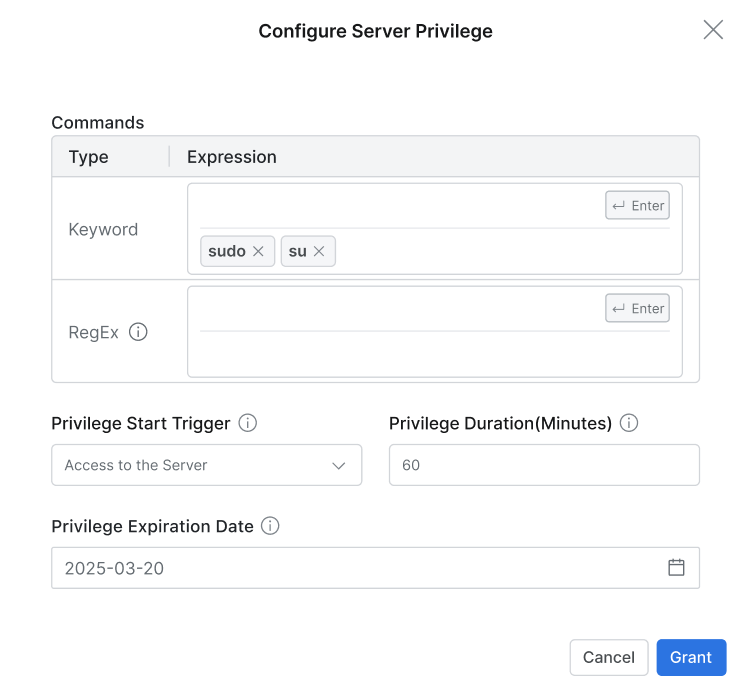 Configure Server Privilege
Commands
Type Expression
Keyword
Enter
sudo su
RegEx
Enter
Privilege Start Trigger Privilege Duration(Minutes)
Access to the Server 60
Privilege Expiration Date
2025-03-20
Cancel Grant